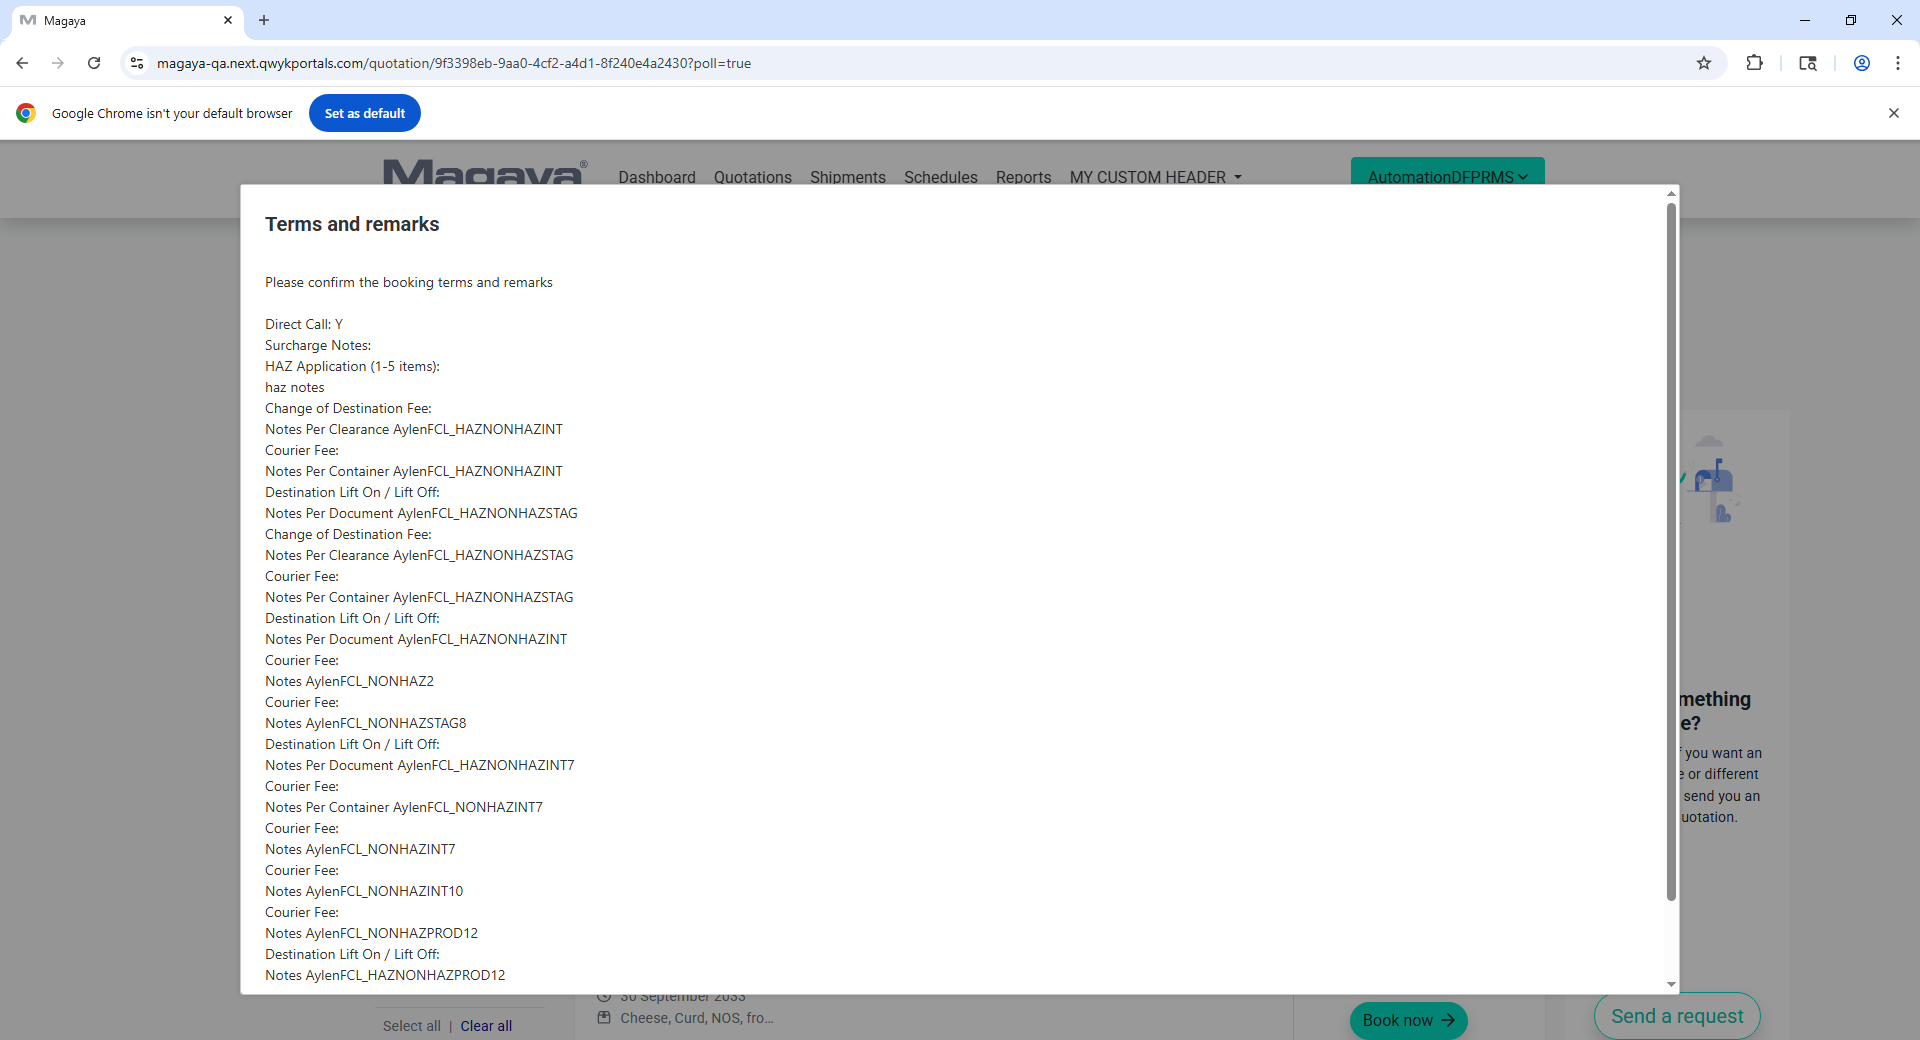 Magaya
magaya-qa.next.qwykportals.com/quotation/9f3398eb-9aa0-4cf2-a4d1-8f240e4a2430?poll=true
Google Chrome isn't your default browser
Set as default
Magaya®
Dashboard
Quotations
Shipments
Schedules
Reports
MY CUSTOM HEADER
AutomationDFPRMS
Terms and remarks
Please confirm the booking terms and remarks
Direct Call: Y
Surcharge Notes:
HAZ Application (1-5 items):
haz notes
Change of Destination Fee:
Notes Per Clearance AylenFCL_HAZNONHAZINT
Courier Fee:
Notes Per Container AylenFCL_HAZNONHAZINT
Destination Lift On / Lift Off:
Notes Per Document AylenFCL_HAZNONHAZSTAG
Change of Destination Fee:
Notes Per Clearance AylenFCL_HAZNONHAZSTAG
Courier Fee:
Notes Per Container AylenFCL_HAZNONHAZSTAG
Destination Lift On / Lift Off:
Notes Per Document AylenFCL_HAZNONHAZINT
Courier Fee:
Notes AylenFCL_NONHAZ2
Courier Fee:
Notes AylenFCL_NONHAZSTAG8
Destination Lift On / Lift Off:
Notes Per Document AylenFCL_HAZNONHAZINT7
Courier Fee:
Notes Per Container AylenFCL_NONHAZINT7
Courier Fee:
Notes AylenFCL_NONHAZINT7
Courier Fee:
Notes AylenFCL_NONHAZINT10
Courier Fee:
Notes AylenFCL_NONHAZPROD12
Destination Lift On / Lift Off:
Notes AylenFCL_HAZNONHAZPROD12
mething
e?
you want an
e or different
send you an
uotation.
30 September 2033
Cheese, Curd, NOS, fro...
Select all | Clear all
Book now
Send a request